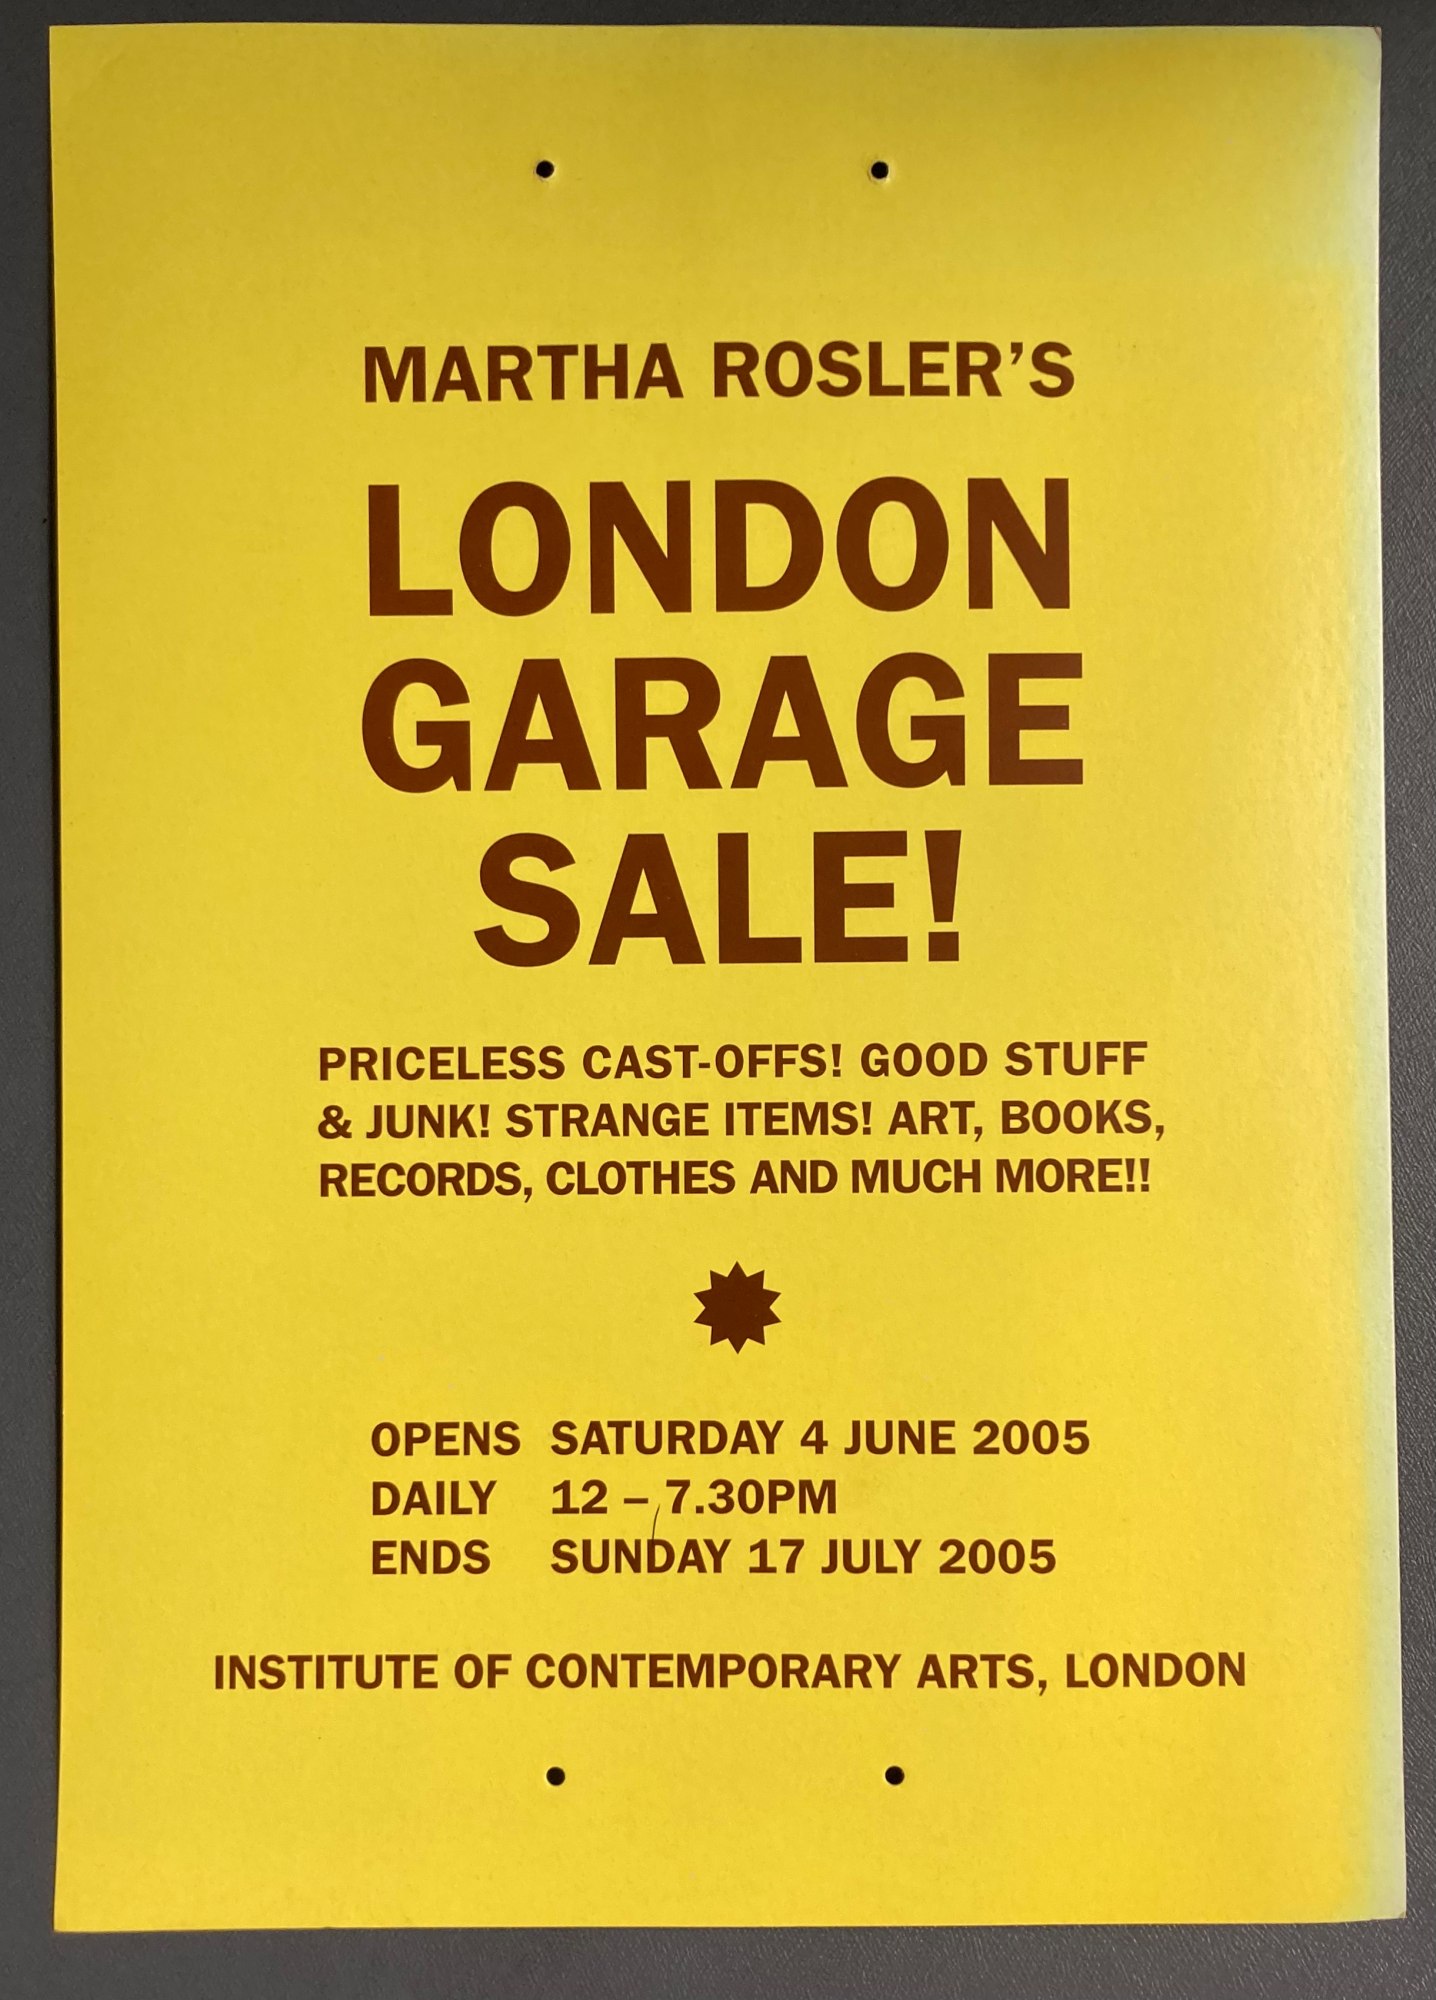 MARTHA ROSLER’S
LONDON
GARAGE
SALE!
PRICELESS CAST-OFFS! GOOD STUFF
& JUNK! STRANGE ITEMS! ART, BOOKS,
RECORDS, CLOTHES AND MUCH MORE!!
OPENS SATURDAY 4 JUNE 2005
DAILY 12 – 7.30PM
ENDS SUNDAY 17 JULY 2005
INSTITUTE OF CONTEMPORARY ARTS, LONDON